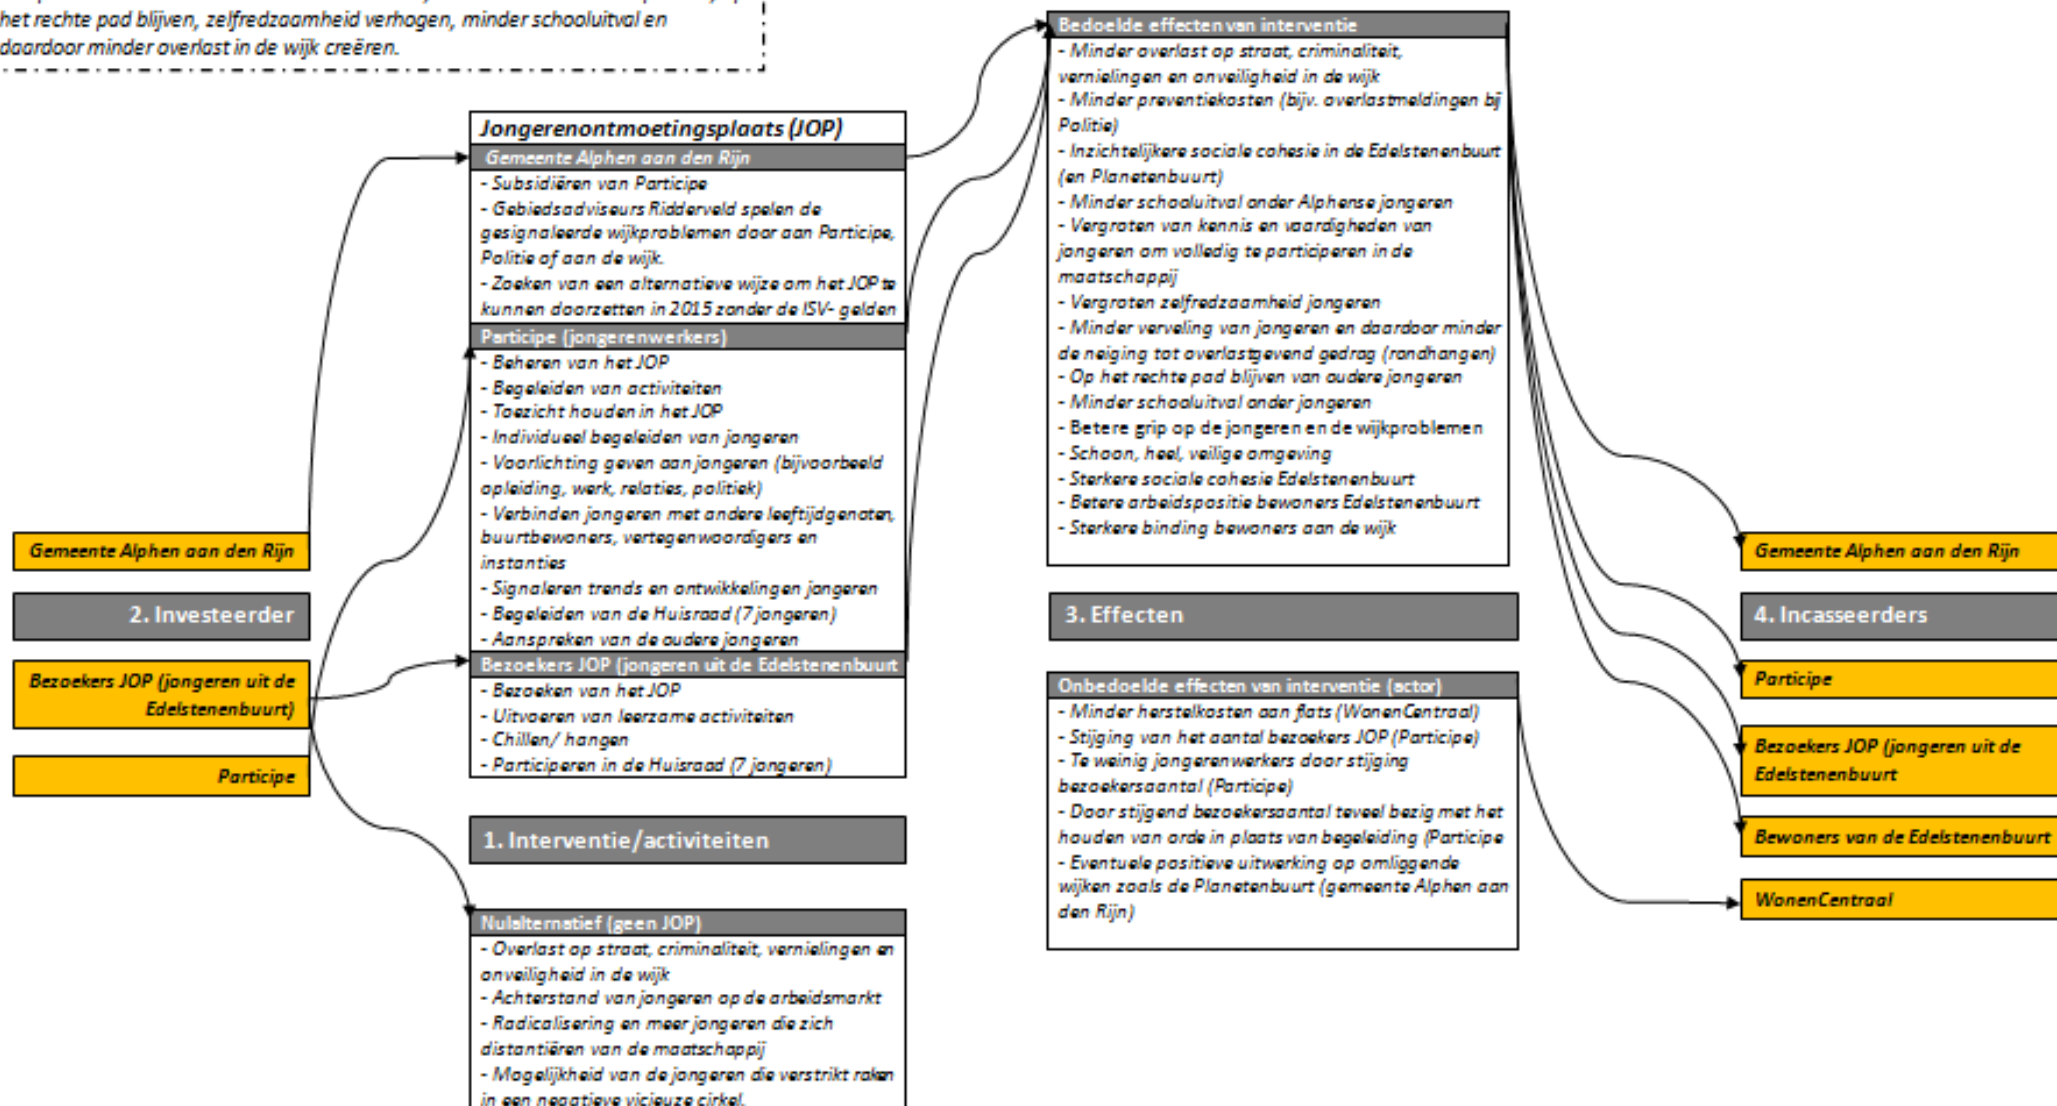 het rechte pad blijven, zelfredzaamheid verhogen, minder schooluitval en
daardoor minder overlast in de wijk creëren.
Gemeente Alphen aan den Rijn
2. Investeerder
Bezoekers JOP (jongeren uit de
Edelstenenbuurt)
Participe
Jongerenontmoetingsplaats (JOP)
Gemeente Alphen aan den Rijn
- Subsidiëren van Participe
- Gebiedsadviseurs Ridderveld spelen de
gesignaleerde wijkproblemen door aan Participe,
Politie of aan de wijk.
- Zoeken van een alternatieve wijze om het JOP te
kunnen doorzetten in 2015 zonder de ISV- gelden
Participe (jongerenwerkers)
- Beheren van het JOP
- Begeleiden van activiteiten
- Toezicht houden in het JOP
- Individueel begeleiden van jongeren
- Voorlichting geven aan jongeren (bijvoorbeeld
opleiding, werk, relaties, politiek)
- Verbinden jongeren met andere leeftijdgenoten,
buurtbewoners, vertegenwoordigers en
instanties
- Signaleren trends en ontwikkelingen jongeren
- Begeleiden van de Huisraad (7 jongeren)
- Aanspreken van de oudere jongeren
Bezoekers JOP (jongeren uit de Edelstenenbuurt
- Bezoeken van het JOP
- Uitvoeren van leerzame activiteiten
- Chillen/ hangen
- Participeren in de Huisraad (7 jongeren)
1. Interventie/activiteiten
Nulalternatief (geen JOP)
- Overlast op straat, criminaliteit, vernielingen en
onveiligheid in de wijk
- Achterstand van jongeren op de arbeidsmarkt
- Radicalisering en meer jongeren die zich
distantiëren van de maatschappij
- Mogelijkheid van de jongeren die verstrikt raken
in een negatieve vicieuze cirkel.
Bedoelde effecten van interventie
- Minder overlast op straat, criminaliteit,
vernielingen en onveiligheid in de wijk
- Minder preventiekosten (bijv. overlastmeldingen bij
Politie)
- Inzichtelijkere sociale cohesie in de Edelstenenbuurt
(en Planetenbuurt)
- Minder schooluitval onder Alphense jongeren
- Vergroten van kennis en vaardigheden van
jongeren om volledig te participeren in de
maatschappij
- Vergroten zelfredzaamheid jongeren
- Minder verveling van jongeren en daardoor minder
de neiging tot overlastgevend gedrag (rondhangen)
- Op het rechte pad blijven van oudere jongeren
- Minder schooluitval onder jongeren
- Betere grip op de jongeren en de wijkproblemen
- Schoon, heel, veilige omgeving
- Sterkere sociale cohesie Edelstenenbuurt
- Betere arbeidspositie bewoners Edelstenenbuurt
- Sterkere binding bewoners aan de wijk
3. Effecten
Onbedoelde effecten van interventie (actor)
- Minder herstelkosten aan flats (WonenCentraal)
- Stijging van het aantal bezoekers JOP (Participe)
- Te weinig jongerenwerkers door stijging
bezoekersaantal (Participe)
- Door stijgend bezoekersaantal teveel bezig met het
houden van orde in plaats van begeleiding (Participe
- Eventuele positieve uitwerking op omliggende
wijken zoals de Planetenbuurt (gemeente Alphen aan
den Rijn)
Gemeente Alphen aan den Rijn
4. Incasseerders
Participe
Bezoekers JOP (jongeren uit de
Edelstenenbuurt
Bewoners van de Edelstenenbuurt
WonenCentraal